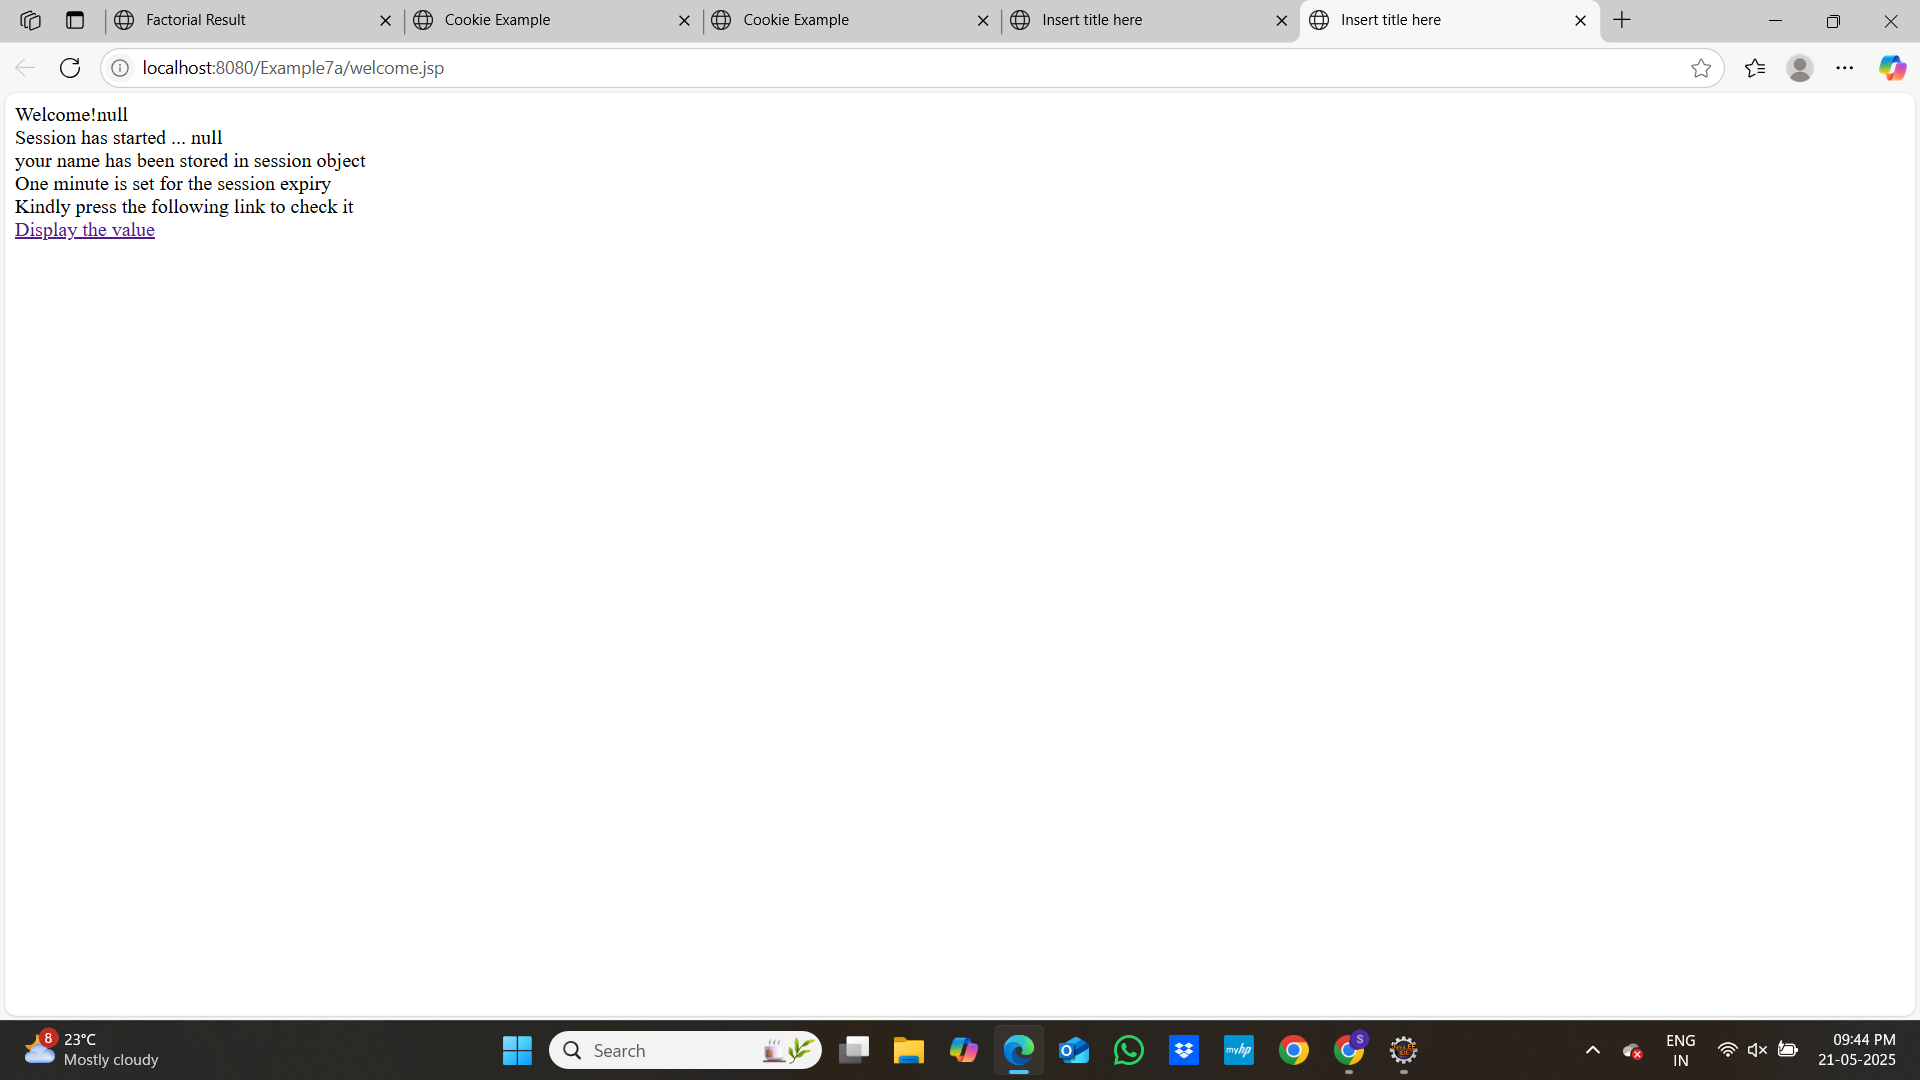 Factorial Result
Cookie Example
Cookie Example
Insert title here
Insert title here
localhost:8080/Example7a/welcome.jsp
Welcome!null
Session has started ... null
your name has been stored in session object
One minute is set for the session expiry
Kindly press the following link to check it
Display the value
8
23°C
Mostly cloudy
Search
myhp
S
ENG
IN
09:44 PM
21-05-2025